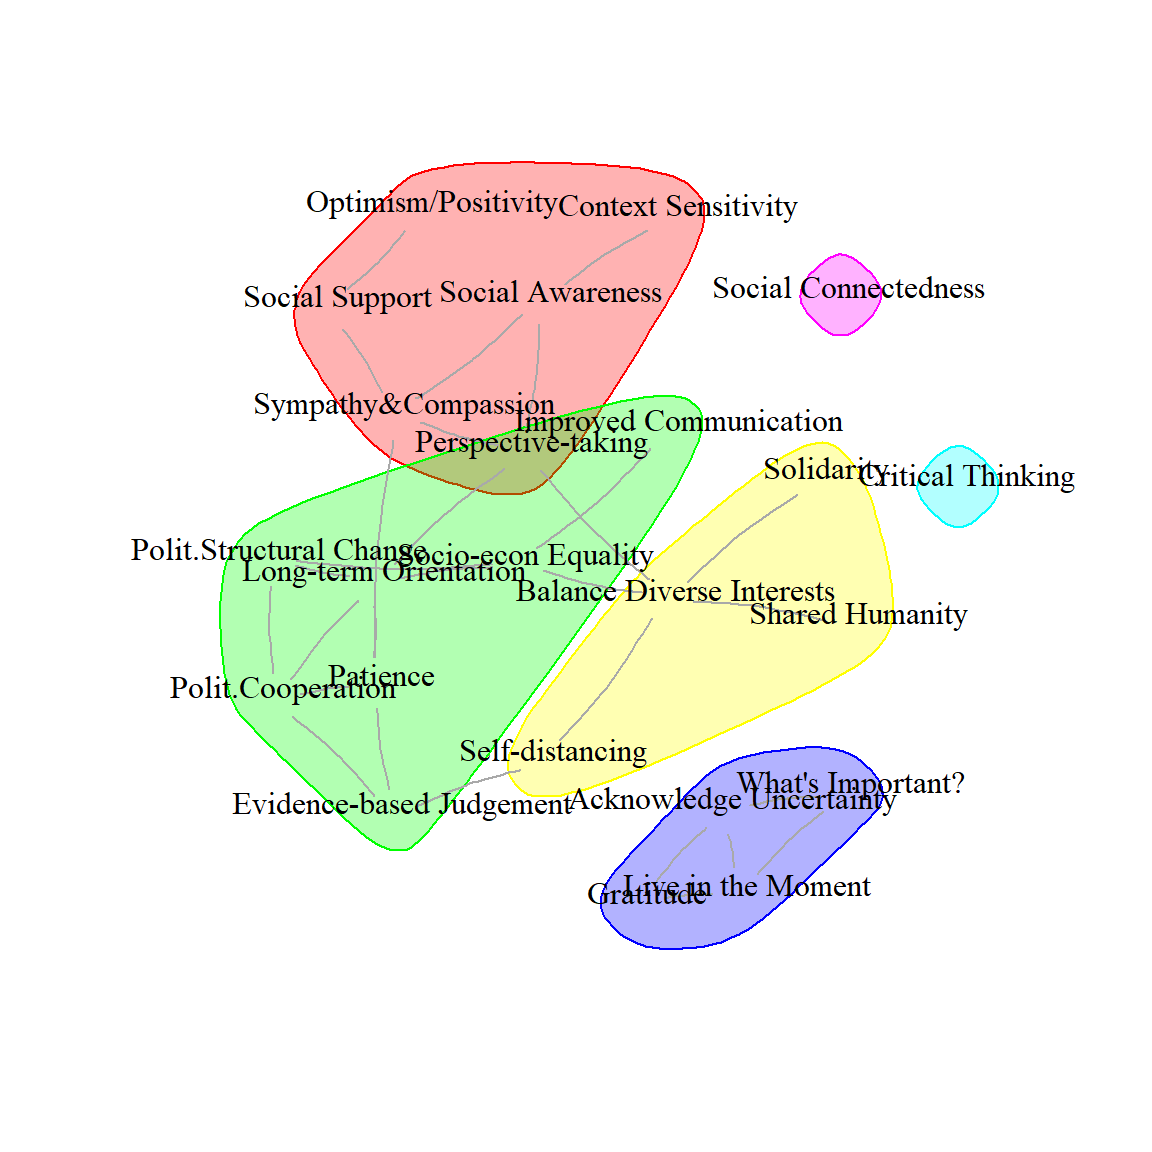 Optimism/Positivity
Context Sensitivity
Social Support
Social Awareness
Social Connectedness
Sympathy&Compassion
Improved Communication
Perspective-taking
Solidarity
Critical Thinking
Polit.Structural Change
Socio-econ Equality
Long-term Orientation
Balance Diverse Interests
Shared Humanity
Patience
Polit.Cooperation
Self-distancing
What's Important?
Evidence-based Judgement
Acknowledge Uncertainty
Live in the Moment
Gratitude